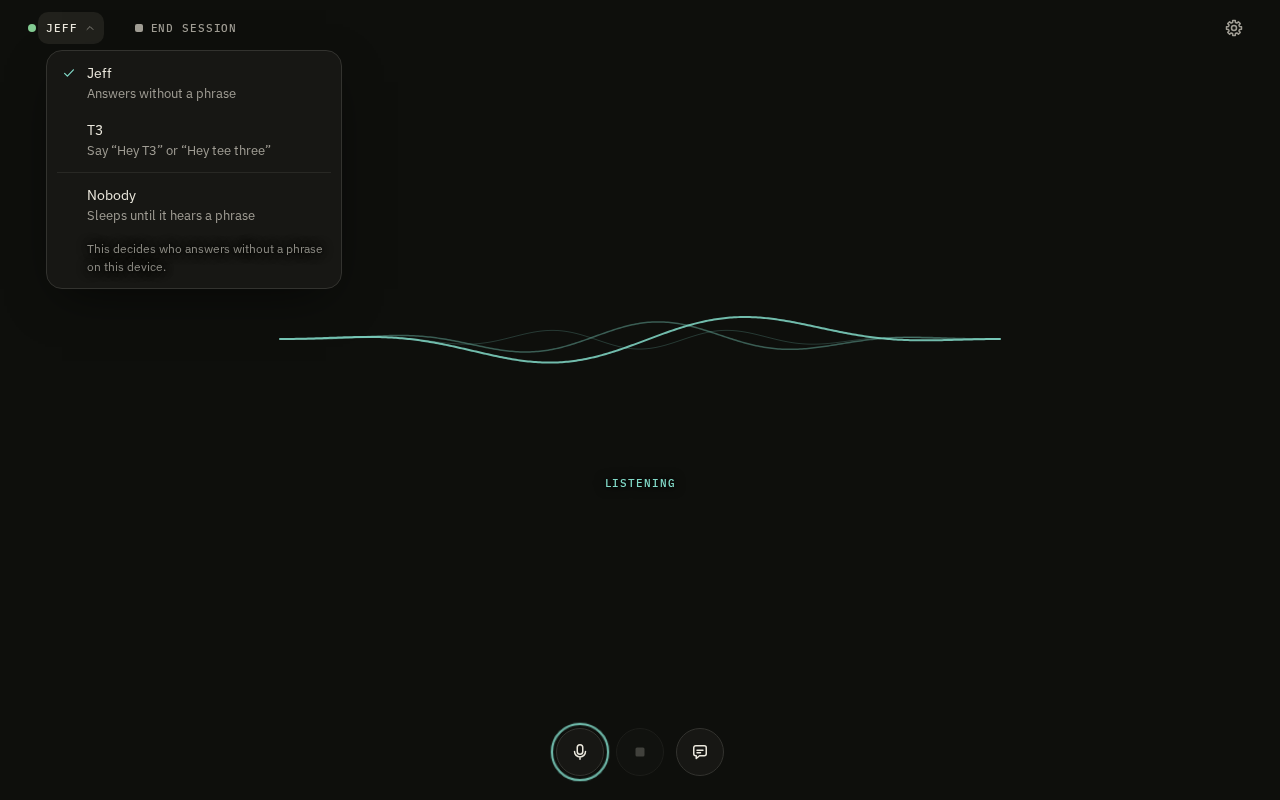 JEFF
END SESSION
Jeff
Answers without a phrase
T3
Say “Hey T3” or “Hey tee three”
Nobody
Sleeps until it hears a phrase
This decides who answers without a phrase
on this device.
LISTENING